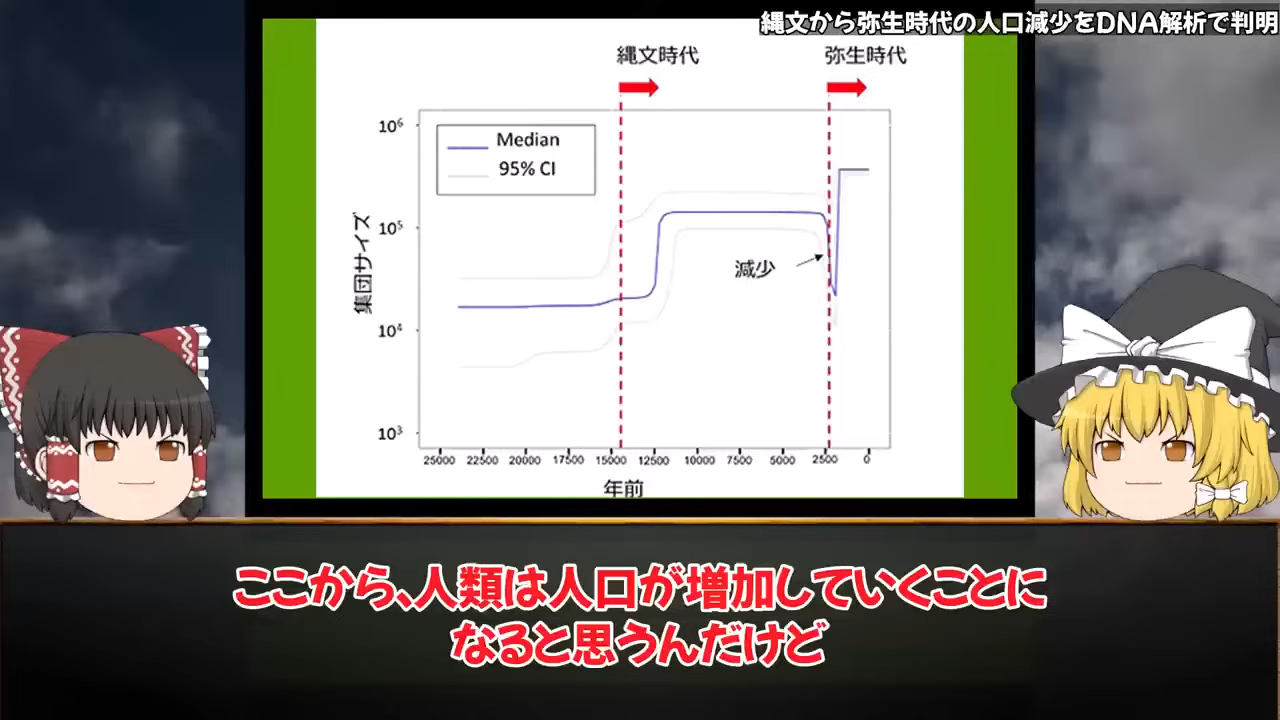 縄文から弥生時代の人口減少をDNA解析で判明
縄文時代
弥生時代
10⁶
10⁵
10⁴
10³
Median
95% CI
集団サイズ
減少
25000 22500 20000 17500 15000 12500 10000 7500 5000 2500 0
年前
ここから、人類は人口が増加していくことに
なると思うんだけど